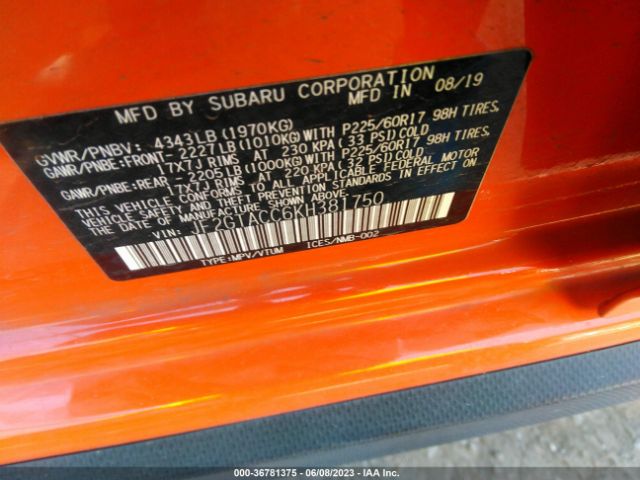 MFD BY SUBARU CORPORATION 08/19
MFD. IN
GVWR/PNBV: 4343LB(1970KG)
GAWR/PNBE:FRONT- 2227LB(1010KG)WITH P225/60R17 98H TIRES,
17X7J RIMS AT 230 KPA(33 PSI)COLD
GAWR/PNBE: REAR- 2205LB(1000KG)WITH P225/60R17 98H TIRES,
17X7J RIMS AT 220 KPA(32 PSI)COLD
THIS VEHICLE CONFORMS TO ALL APPLICABLE FEDERAL MOTOR
VEHICLE SAFETY, BUMPER, AND THEFT PREVENTION STANDARDS IN EFFECT ON
THE DATE OF MANUFACTURE SHOWN ABOVE.
VIN: JF2GTACC6KH381750
TYPE:MPV/VTUM ICES/NMB-002
000-36781375 - 06/08/2023 - IAA Inc.